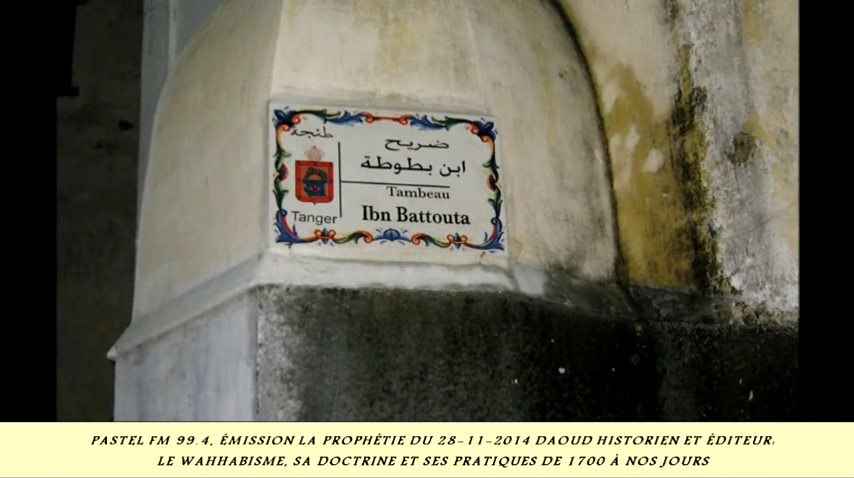 طنجة
ضريح
ابن بطوطة
Tambeau
Tanger
Ibn Battouta
PASTEL FM 99.4, ÉMISSION LA PROPHÉTIE DU 28-11-2014 DAOUD HISTORIEN ET ÉDITEUR:
LE WAHHABISME, SA DOCTRINE ET SES PRATIQUES DE 1700 À NOS JOURS